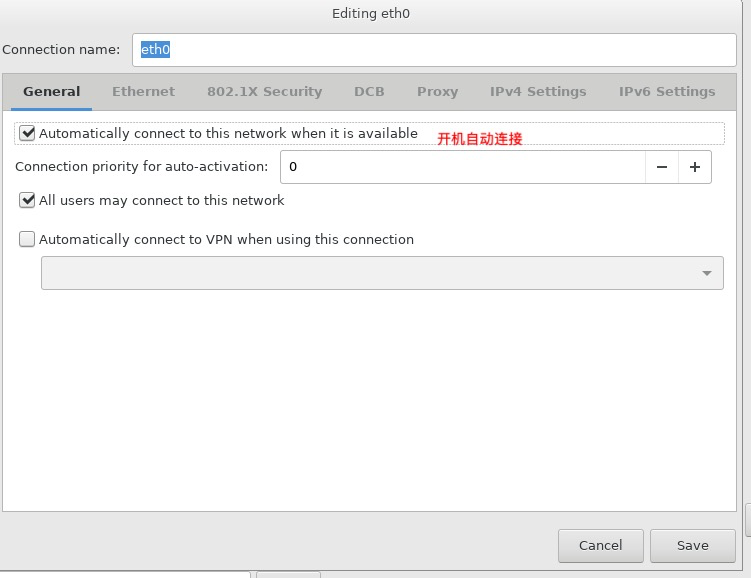 Editing eth0
Connection name: eth0
General Ethernet 802.1X Security DCB Proxy IPv4 Settings IPv6 Settings
Automatically connect to this network when it is available 开机自动连接
Connection priority for auto-activation: 0 − +
All users may connect to this network
Automatically connect to VPN when using this connection
Cancel Save